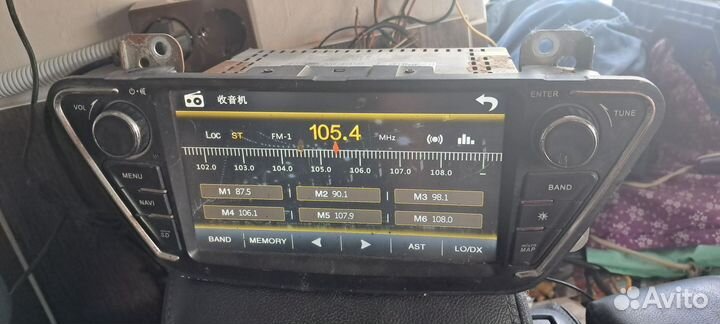 收音机
ENTER
VOL
TUNE
Loc ST FM-1 105.4 MHz
102.0 103.0 104.0 105.0 106.0 107.0 108.0
MENU
BAND
M1 87.5 M2 90.1 M3 98.1
NAVI
M4 106.1 M5 107.9 M6 108.0
SD
MAP
BAND MEMORY AST LO/DX
Avito